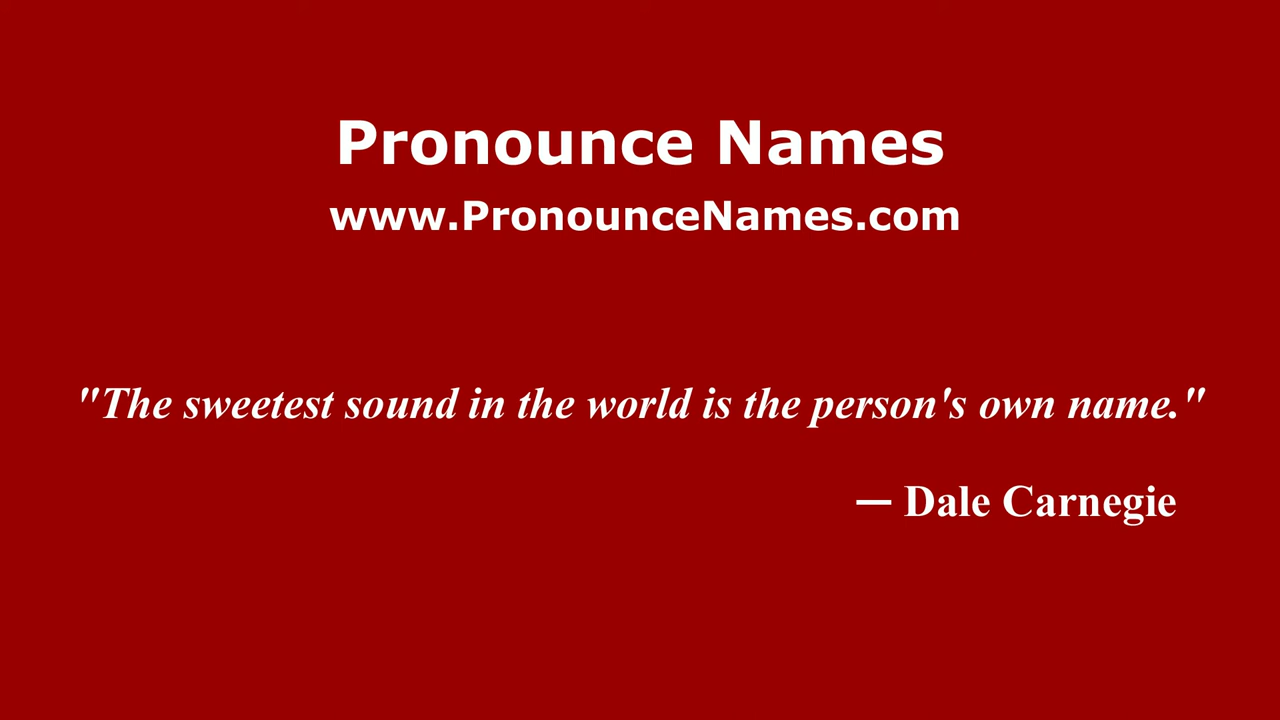 Pronounce Names
www.PronounceNames.com
"The sweetest sound in the world is the person's own name."
— Dale Carnegie